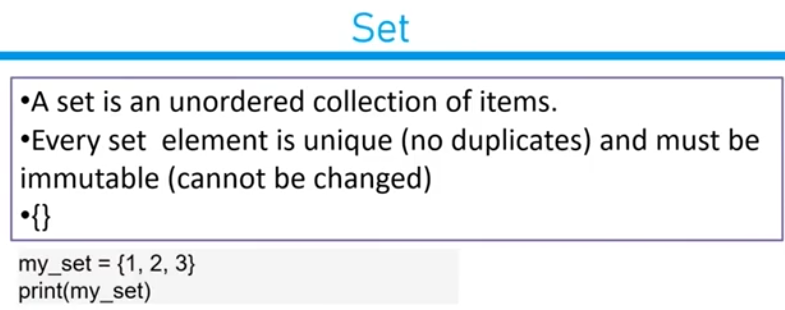 Set
•A set is an unordered collection of items.
•Every set element is unique (no duplicates) and must be
immutable (cannot be changed)
•{}
my_set = {1, 2, 3}
print(my_set)